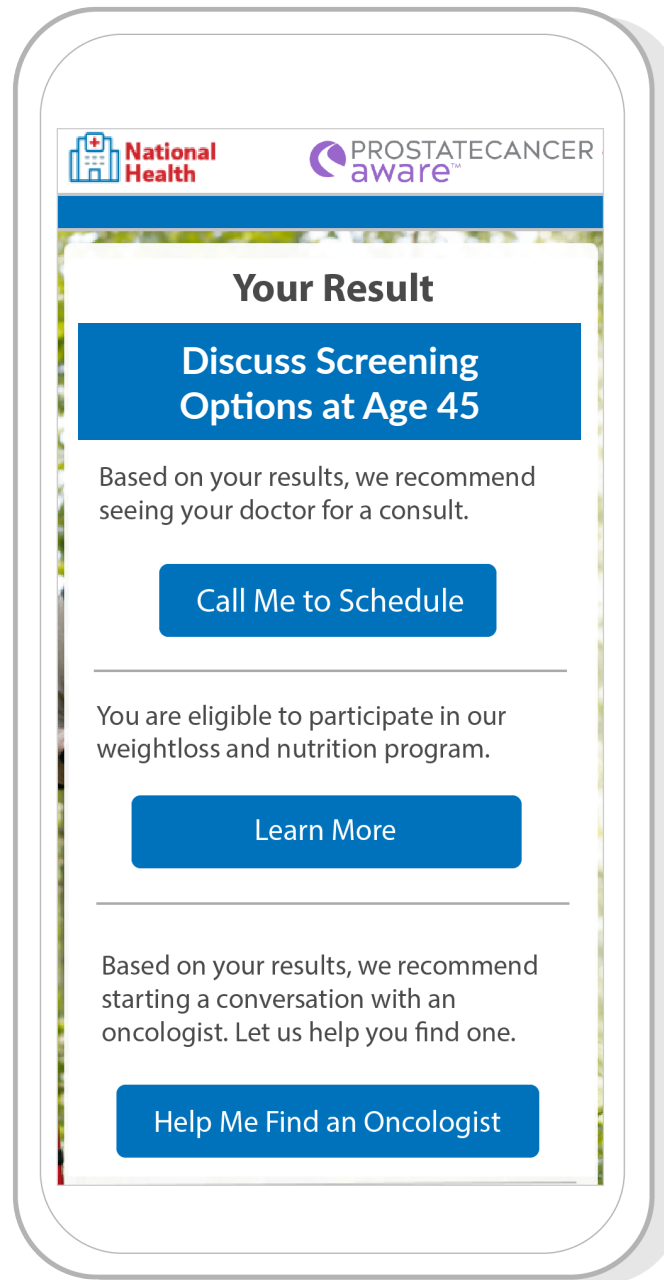 National
Health
PROSTATECANCER
aware™
Your Result
Discuss Screening
Options at Age 45
Based on your results, we recommend
seeing your doctor for a consult.
Call Me to Schedule
You are eligible to participate in our
weightloss and nutrition program.
Learn More
Based on your results, we recommend
starting a conversation with an
oncologist. Let us help you find one.
Help Me Find an Oncologist